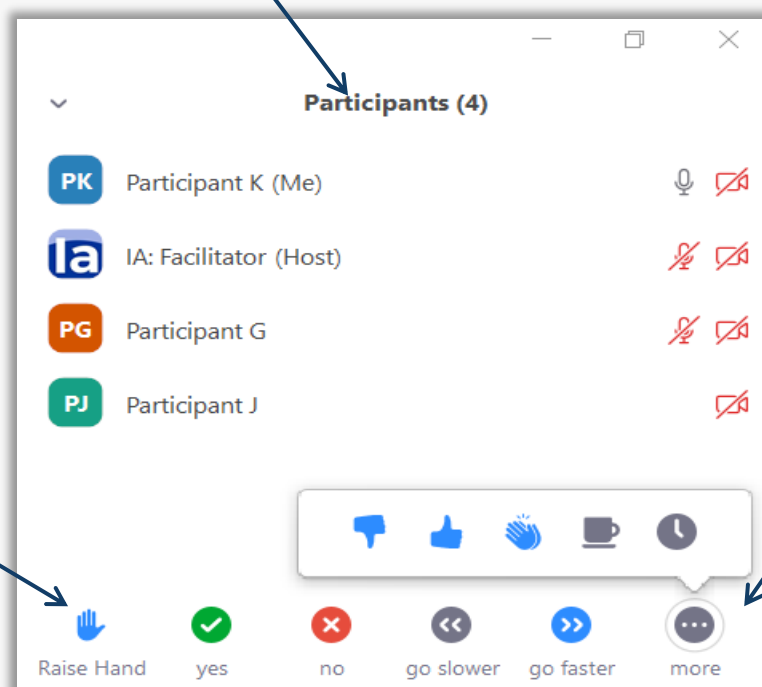 Participants (4)
PK Participant K (Me)
Ia IA: Facilitator (Host)
PG Participant G
PJ Participant J
Raise Hand yes no go slower go faster more